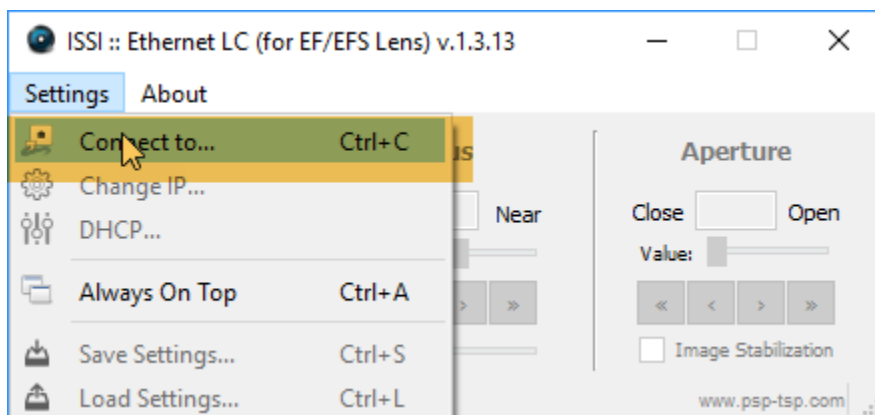 ISSI :: Ethernet LC (for EF/EFS Lens) v.1.3.13
Settings About
Connect to... Ctrl+C
Change IP...
DHCP...
Always On Top Ctrl+A
Save Settings... Ctrl+S
Load Settings... Ctrl+L
us
Near
Aperture
Close Open
Value:
« < > »
> »
Image Stabilization
www.psp-tsp.com